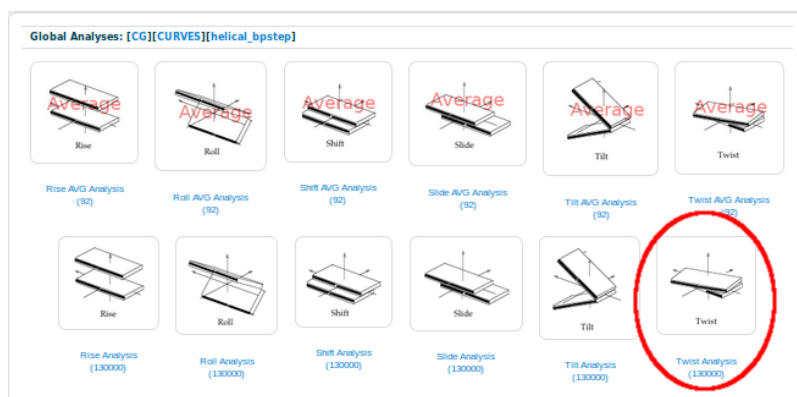 Global Analyses: [CG][CURVES][helical_bpstep]
Average Average Average Average Average Average
Rise Roll Shift Slide Tilt Twist
Rise AVG Analysis Roll AVG Analysis Shift AVG Analysis Slide AVG Analysis Tilt AVG Analysis Twist AVG Analysis
(92) (92) (92) (92) (92) (92)
Rise Roll Shift Slide Tilt Twist
Rise Analysis Roll Analysis Shift Analysis Slide Analysis Tilt Analysis Twist Analysis
(130000) (130000) (130000) (130000) (130000) (130000)